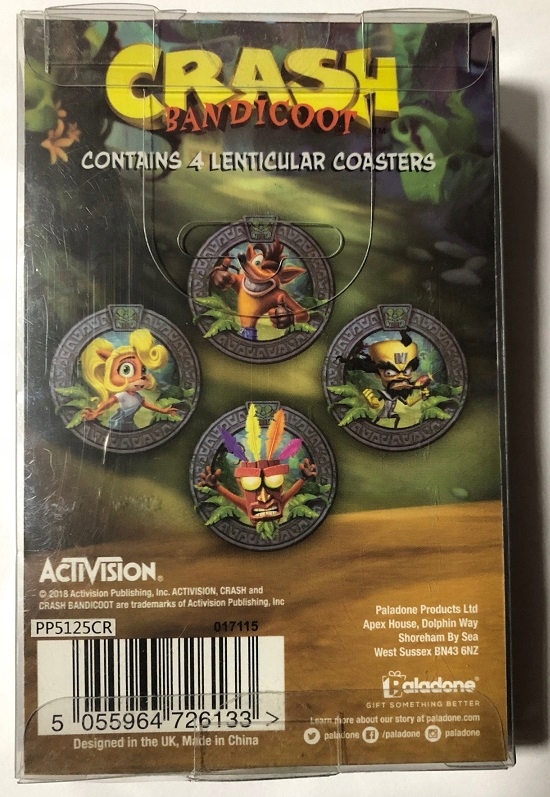 CRASH
BANDICOOT™
CONTAINS 4 LENTICULAR COASTERS
ACTIVISION®
© 2018 Activision Publishing, Inc. ACTIVISION, CRASH and
CRASH BANDICOOT are trademarks of Activision Publishing, Inc
PP5125CR
017115
5 055964 726133 >
Designed in the UK, Made in China
Paladone Products Ltd
Apex House, Dolphin Way
Shoreham By Sea
West Sussex BN43 6NZ
Paladone®
GIFT SOMETHING BETTER
Learn more about our story at paladone.com
paladone /paladone paladone